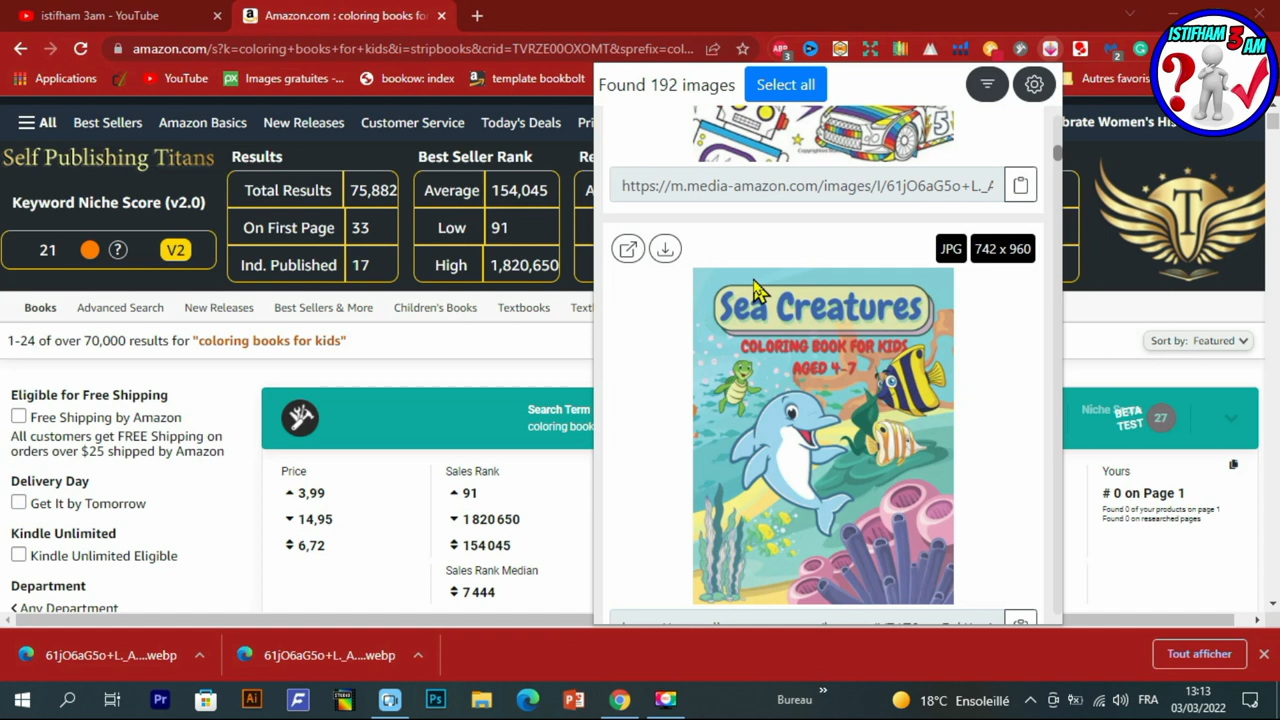 istifham 3am - YouTube
Amazon.com : coloring books for
amazon.com/s?k=coloring+books+for+kids&i=stripbooks&crid=TVRZE00OXOMT&sprefix=col...
Applications
YouTube
Images gratuites -...
bookow: index
template bookbolt
Autres favoris
ISTIFHAM 3 AM
Found 192 images
Select all
All
Best Sellers
Amazon Basics
New Releases
Customer Service
Today's Deals
Self Publishing Titans
Keyword Niche Score (v2.0)
21
?
V2
Results
Total Results 75,882
On First Page 33
Ind. Published 17
Best Seller Rank
Average 154,045
Low 91
High 1,820,650
https://m.media-amazon.com/images/I/61jO6aG5o+L._A
JPG
742 x 960
Sea Creatures
COLORING BOOK FOR KIDS
AGED 4-7
Books
Advanced Search
New Releases
Best Sellers & More
Children's Books
Textbooks
1-24 of over 70,000 results for "coloring books for kids"
Sort by: Featured
Eligible for Free Shipping
Free Shipping by Amazon
All customers get FREE Shipping on
orders over $25 shipped by Amazon
Delivery Day
Get It by Tomorrow
Kindle Unlimited
Kindle Unlimited Eligible
Department
Any Department
Search Term
BETA
TEST
27
Price
3,99
14,95
6,72
Sales Rank
91
1 820 650
154 045
Sales Rank Median
7 444
Yours
# 0 on Page 1
Found 0 of your products on page 1
Found 0 on researched pages
61jO6aG5o+L._A....webp
61jO6aG5o+L._A....webp
Tout afficher
Pr
Ai
Ps
Bureau
18°C Ensoleillé
FRA
13:13
03/03/2022